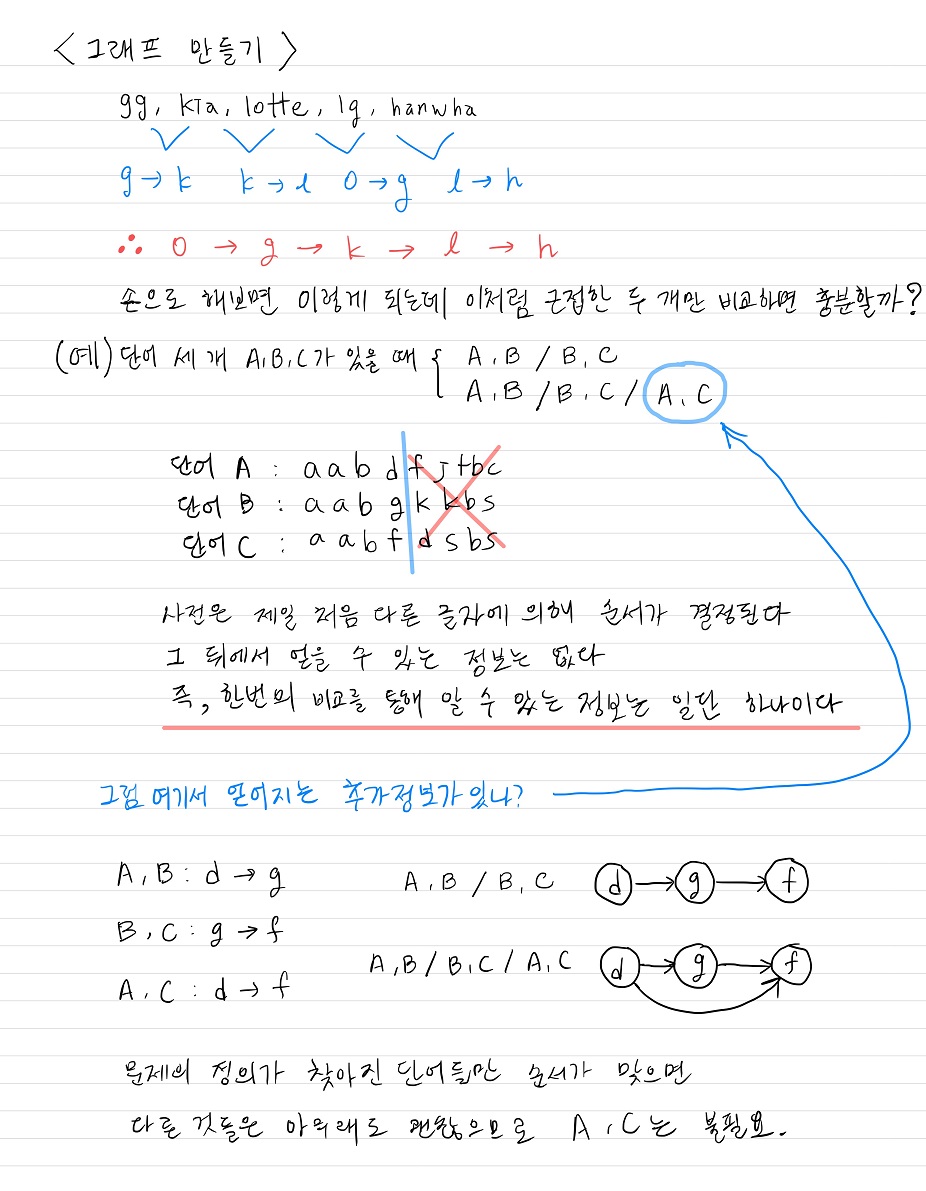 <그래프 만들기>
gg, kia, lotte, lg, hanwha
g→k k→l o→g l→h
∴ o → g → k → l → h
손으로 해보면 이렇게 되는데 이처럼 근접한 두 개만 비교하면 충분할까?
(예) 단어 세 개 A,B,C가 있을 때 { A,B / B,C
A,B / B,C / A,C
단어 A : a a b d f j t b c
단어 B : a a b g k k b s
단어 C : a a b f d s b s
사전은 제일 처음 다른 글자에 의해 순서가 결정된다
그 뒤에서 얻을 수 있는 정보는 없다
즉, 한번의 비교를 통해 알 수 있는 정보는 일단 하나이다
그럼 여기서 얻어지는 추가정보가 있나?
A,B : d → g A,B / B,C d → g → f
B,C : g → f
A,B / B,C / A,C d → g → f
A,C : d → f
문제의 정의가 찾아진 단어들만 순서가 맞으면
다른 것들은 아무래도 괜찮으므로 A,C는 불필요.